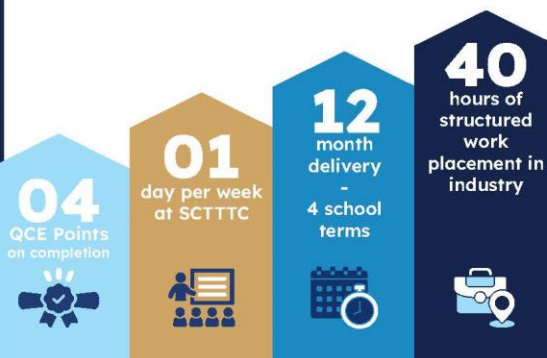 04
QCE Points
on completion
01
day per week
at SCTTTC
12
month
delivery
-
4 school
terms
40
hours of
structured
work
placement in
industry